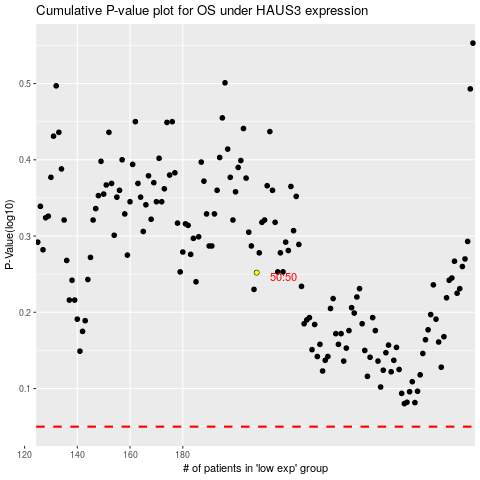 Cumulative P-value plot for OS under HAUS3 expression
P-Value(log10)
0.5
0.4
0.3
0.2
0.1
50:50
120 140 160 180
# of patients in 'low exp' group